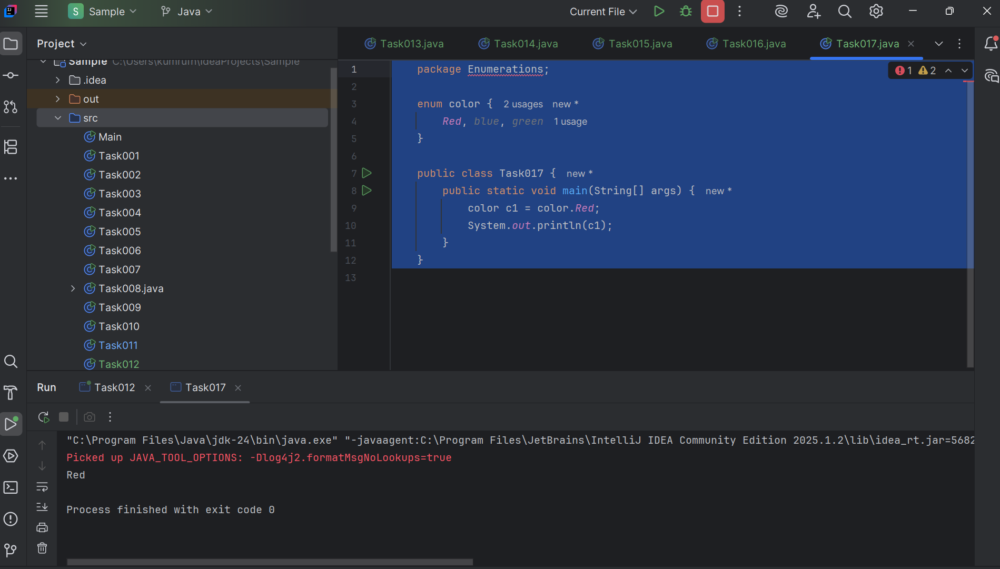 S Sample Java Current File
Project
Task013.java Task014.java Task015.java Task016.java Task017.java
Sample C:\Users\kumrufn\IdeaProjects\Sample
.idea
out
src
Main
Task001
Task002
Task003
Task004
Task005
Task006
Task007
Task008.java
Task009
Task010
Task011
Task012
1 package Enumerations; 1 2
2
3 enum color { 2 usages new *
4 Red, blue, green 1 usage
5 }
6
7 public class Task017 { new *
8 public static void main(String[] args) { new *
9 color c1 = color.Red;
10 System.out.println(c1);
11 }
12 }
13
Run Task012 Task017
"C:\Program Files\Java\jdk-24\bin\java.exe" "-javaagent:C:\Program Files\JetBrains\IntelliJ IDEA Community Edition 2025.1.2\lib\idea_rt.jar=5682
Picked up JAVA_TOOL_OPTIONS: -Dlog4j2.formatMsgNoLookups=true
Red
Process finished with exit code 0